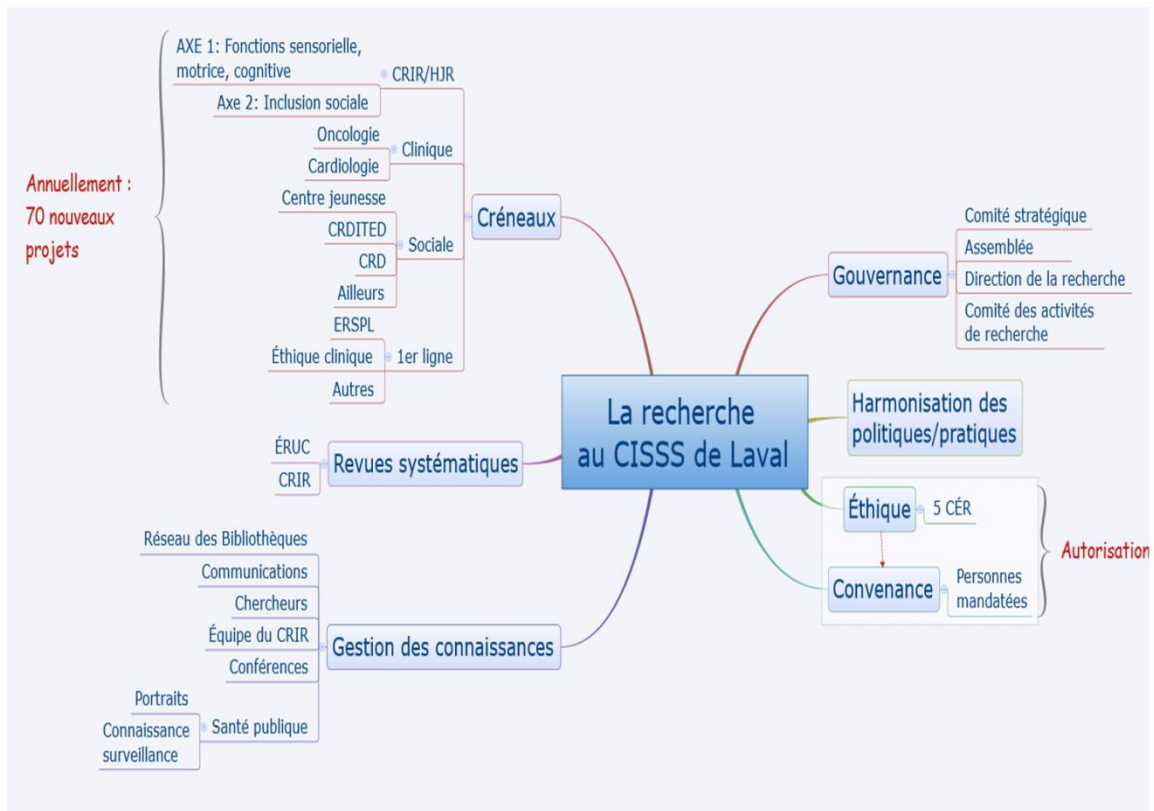 La recherche
au CISSS de Laval
Créneaux
CRIR/HJR
AXE 1: Fonctions sensorielle,
motrice, cognitive
Axe 2: Inclusion sociale
Clinique
Oncologie
Cardiologie
Sociale
Centre jeunesse
CRDITED
CRD
Ailleurs
1er ligne
ERSPL
Éthique clinique
Autres
Annuellement :
70 nouveaux
projets
Revues systématiques
ÉRUC
CRIR
Gestion des connaissances
Réseau des Bibliothèques
Communications
Chercheurs
Équipe du CRIR
Conférences
Santé publique
Portraits
Connaissance
surveillance
Gouvernance
Comité stratégique
Assemblée
Direction de la recherche
Comité des activités
de recherche
Harmonisation des
politiques/pratiques
Éthique
5 CÉR
Convenance
Personnes
mandatées
Autorisation